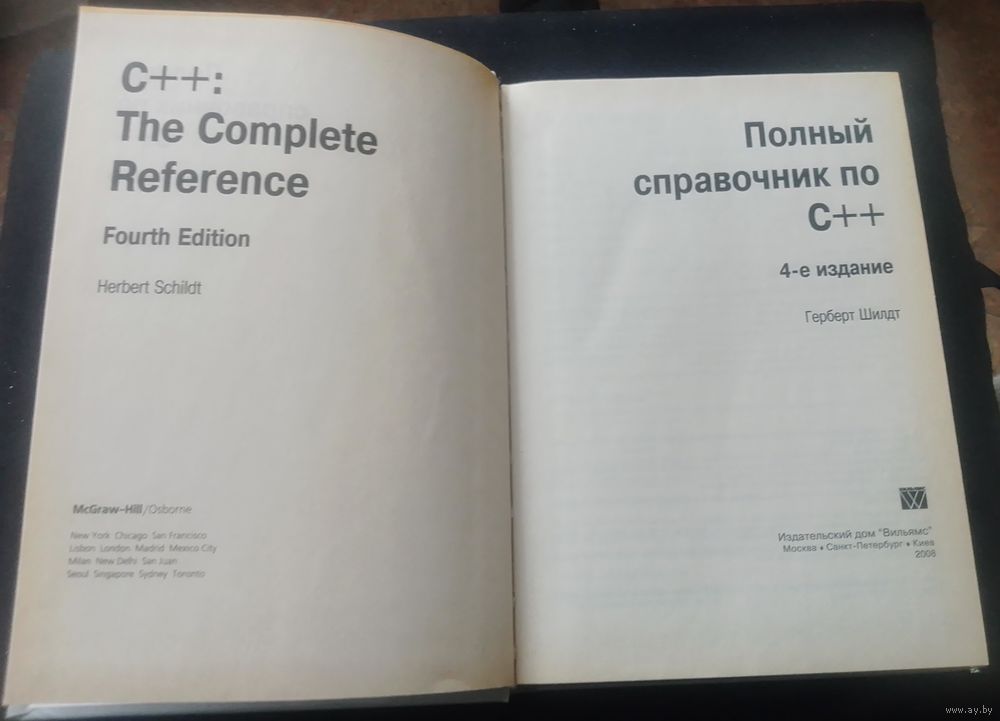 C++:
The Complete
Reference
Fourth Edition
Herbert Schildt
McGraw-Hill/Osborne
New York Chicago San Francisco
Lisbon London Madrid Mexico City
Milan New Delhi San Juan
Seoul Singapore Sydney Toronto
Полный
справочник по
C++
4-е издание
Герберт Шилдт
Издательский дом "Вильямс"
Москва ♦ Санкт-Петербург ♦ Киев
2008
www.ay.by